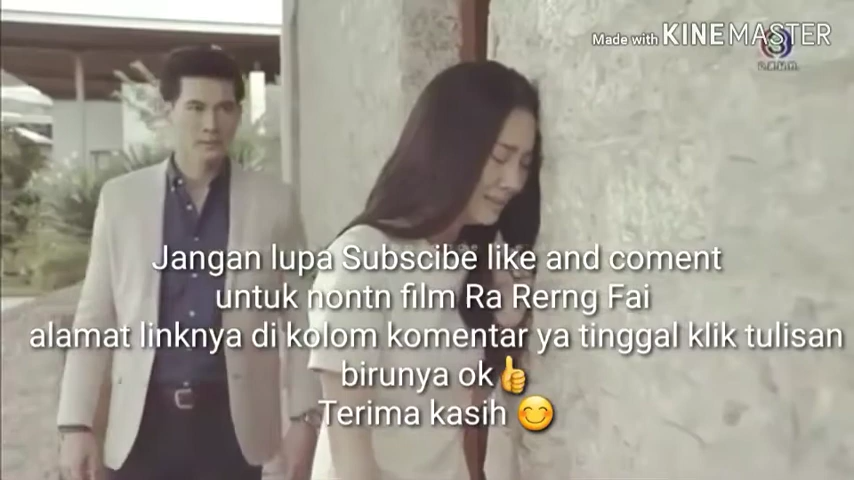 Made with KINEMASTER
Jangan lupa Subscibe like and coment
untuk nontn film Ra Rerng Fai
alamat linknya di kolom komentar ya tinggal klik tulisan
birunya ok👍
Terima kasih 😊